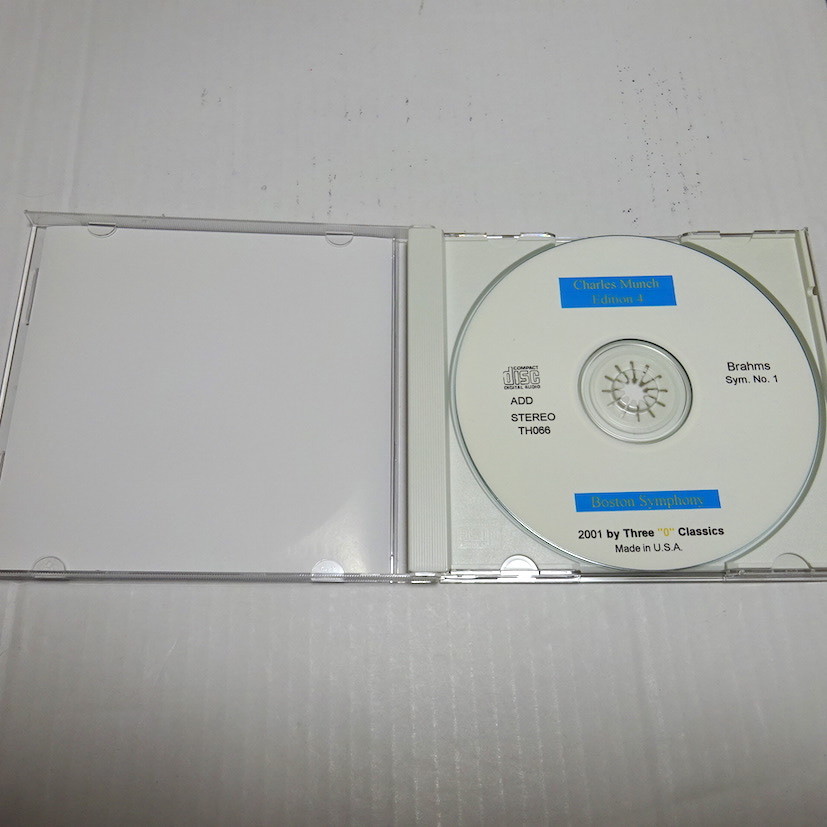 Charles Munch
Edition 4
COMPACT
disc
DIGITAL AUDIO
ADD
STEREO
TH066
Brahms
Sym. No. 1
Boston Symphony
2001 by Three "0" Classics
Made in U.S.A.